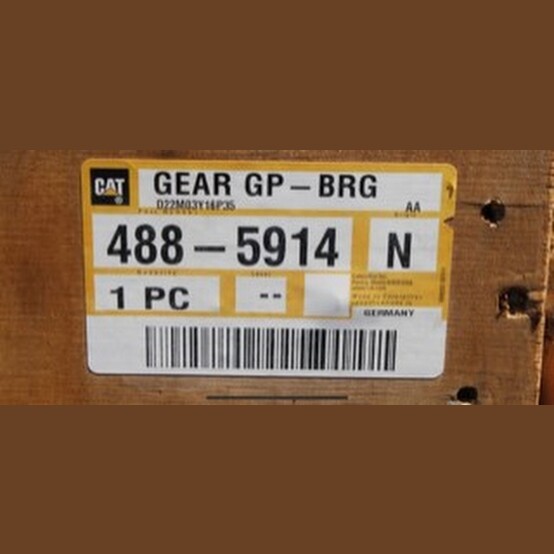 CAT
GEAR GP-BRG
D22M03Y16P35
AA
488-5914
N
1 PC
--
GERMANY